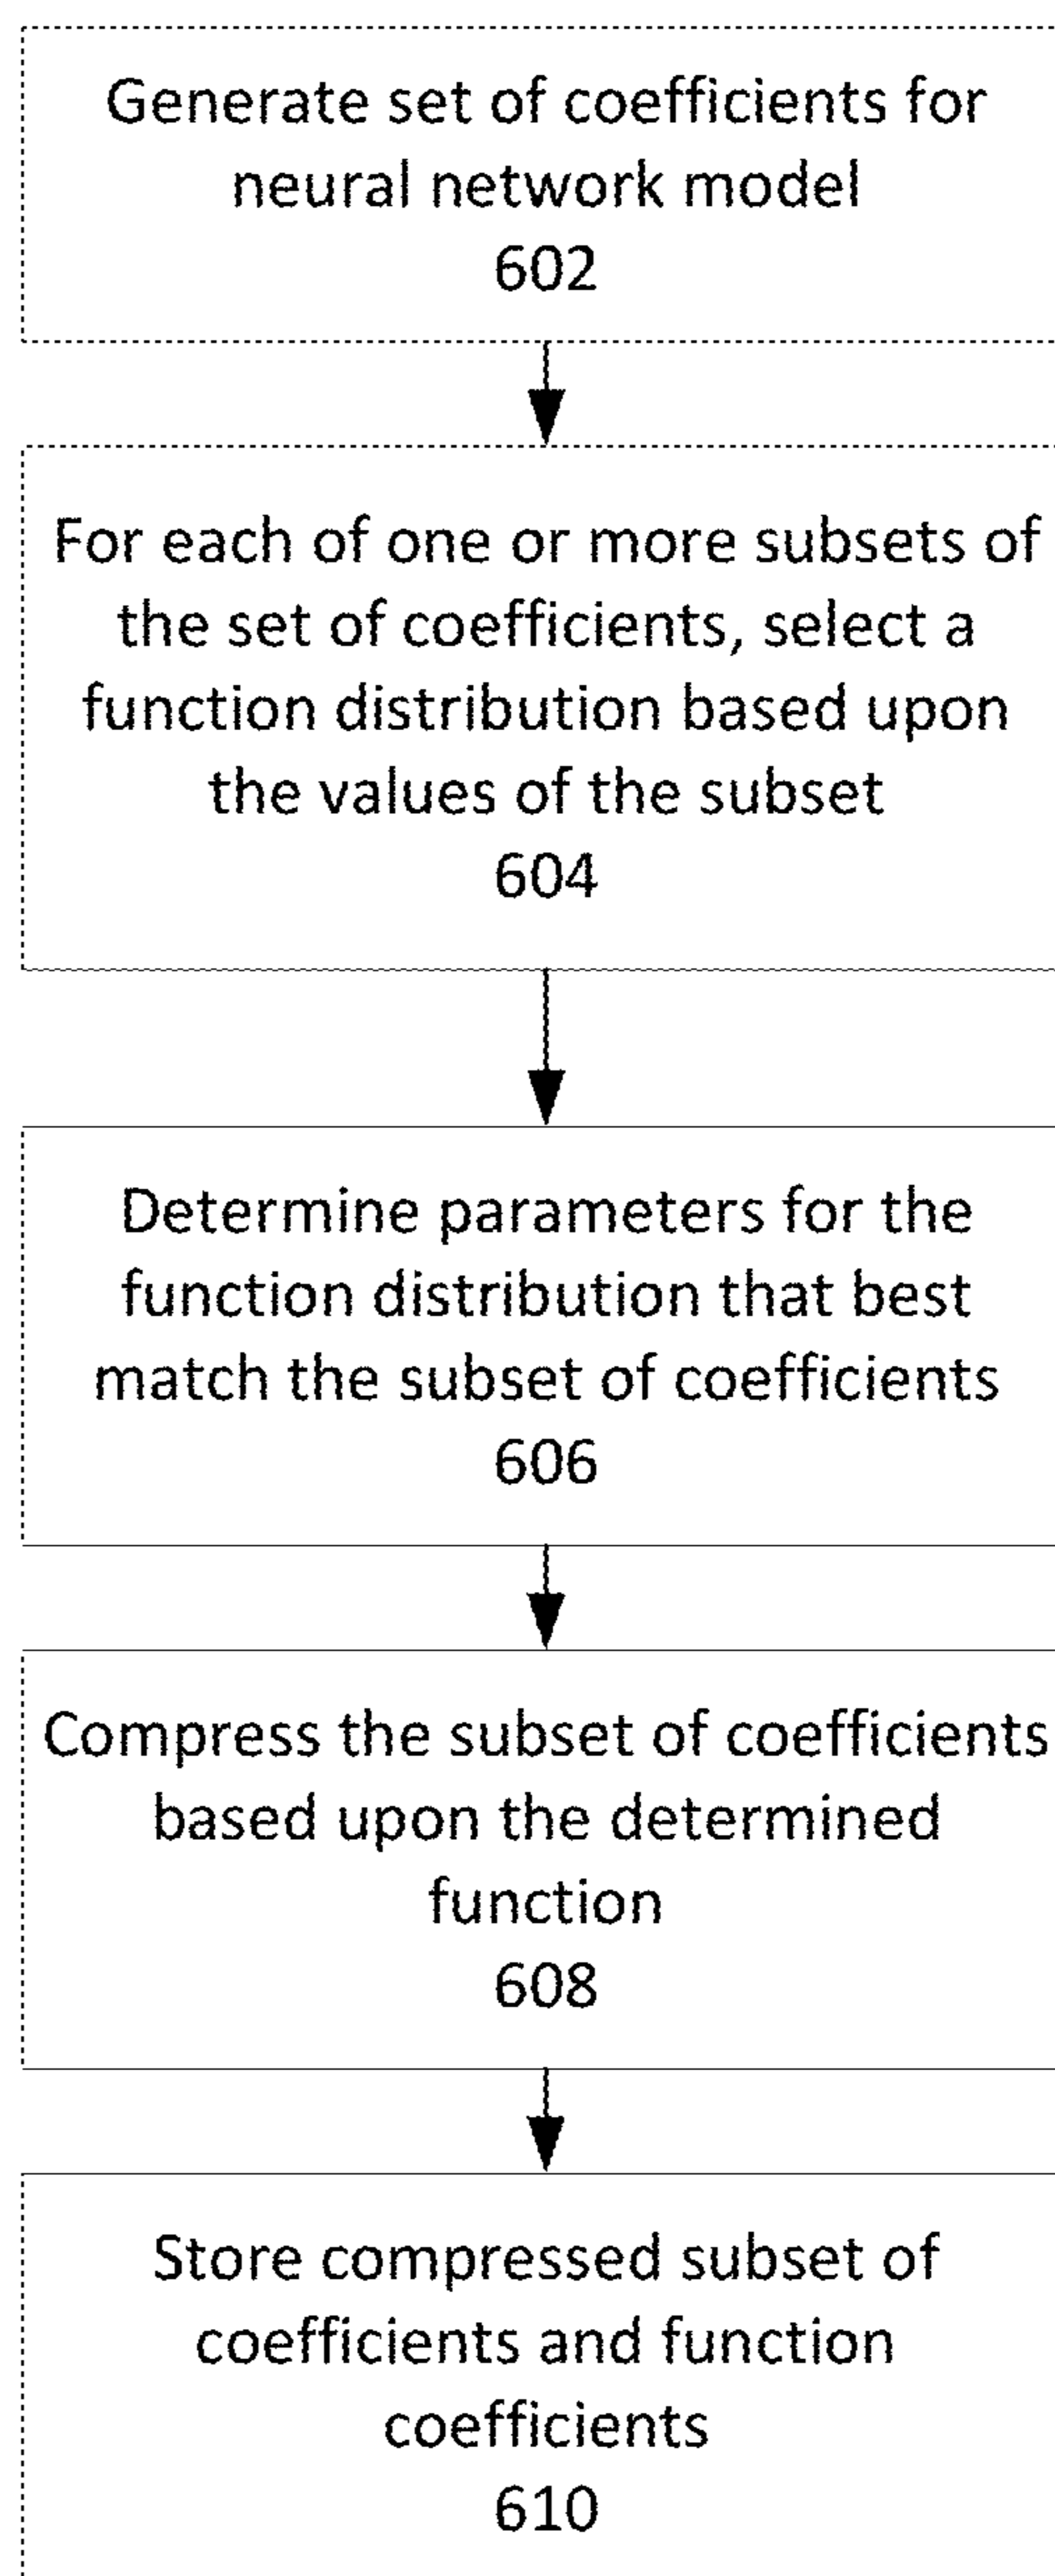 Generate set of coefficients for
neural network model
602
For each of one or more subsets of
the set of coefficients, select a
function distribution based upon
the values of the subset
604
Determine parameters for the
function distribution that best
match the subset of coefficients
606
Compress the subset of coefficients
based upon the determined
function
608
Store compressed subset of
coefficients and function
coefficients
610